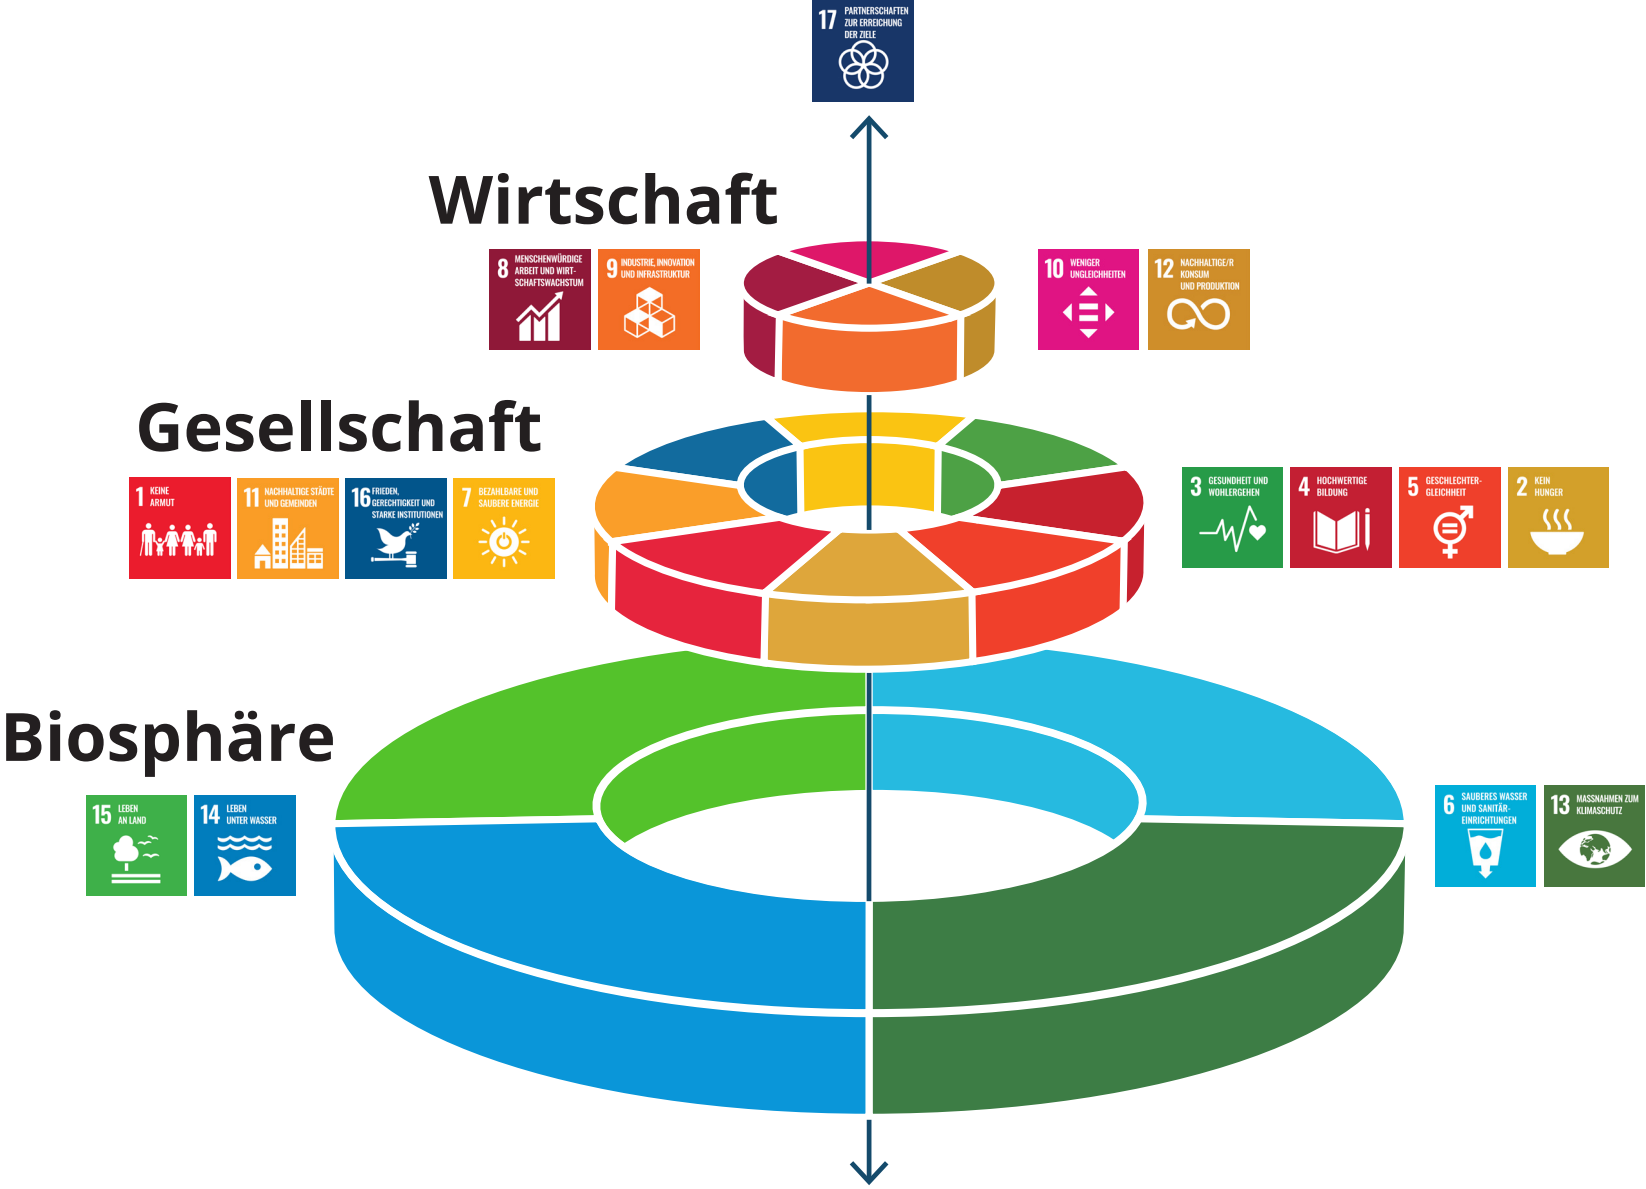 17 PARTNERSCHAFTEN
ZUR ERREICHUNG
DER ZIELE
Wirtschaft
8 MENSCHENWÜRDIGE
ARBEIT UND WIRT-
SCHAFTSWACHSTUM
9 INDUSTRIE, INNOVATION
UND INFRASTRUKTUR
10 WENIGER
UNGLEICHHEITEN
12 NACHHALTIGE/R
KONSUM
UND PRODUKTION
Gesellschaft
1 KEINE
ARMUT
11 NACHHALTIGE STÄDTE
UND GEMEINDEN
16 FRIEDEN,
GERECHTIGKEIT UND
STARKE INSTITUTIONEN
7 BEZAHLBARE UND
SAUBERE ENERGIE
3 GESUNDHEIT UND
WOHLERGEHEN
4 HOCHWERTIGE
BILDUNG
5 GESCHLECHTER-
GLEICHHEIT
2 KEIN
HUNGER
Biosphäre
15 LEBEN
AN LAND
14 LEBEN
UNTER WASSER
6 SAUBERES WASSER
UND SANITÄR-
EINRICHTUNGEN
13 MASSNAHMEN ZUM
KLIMASCHUTZ